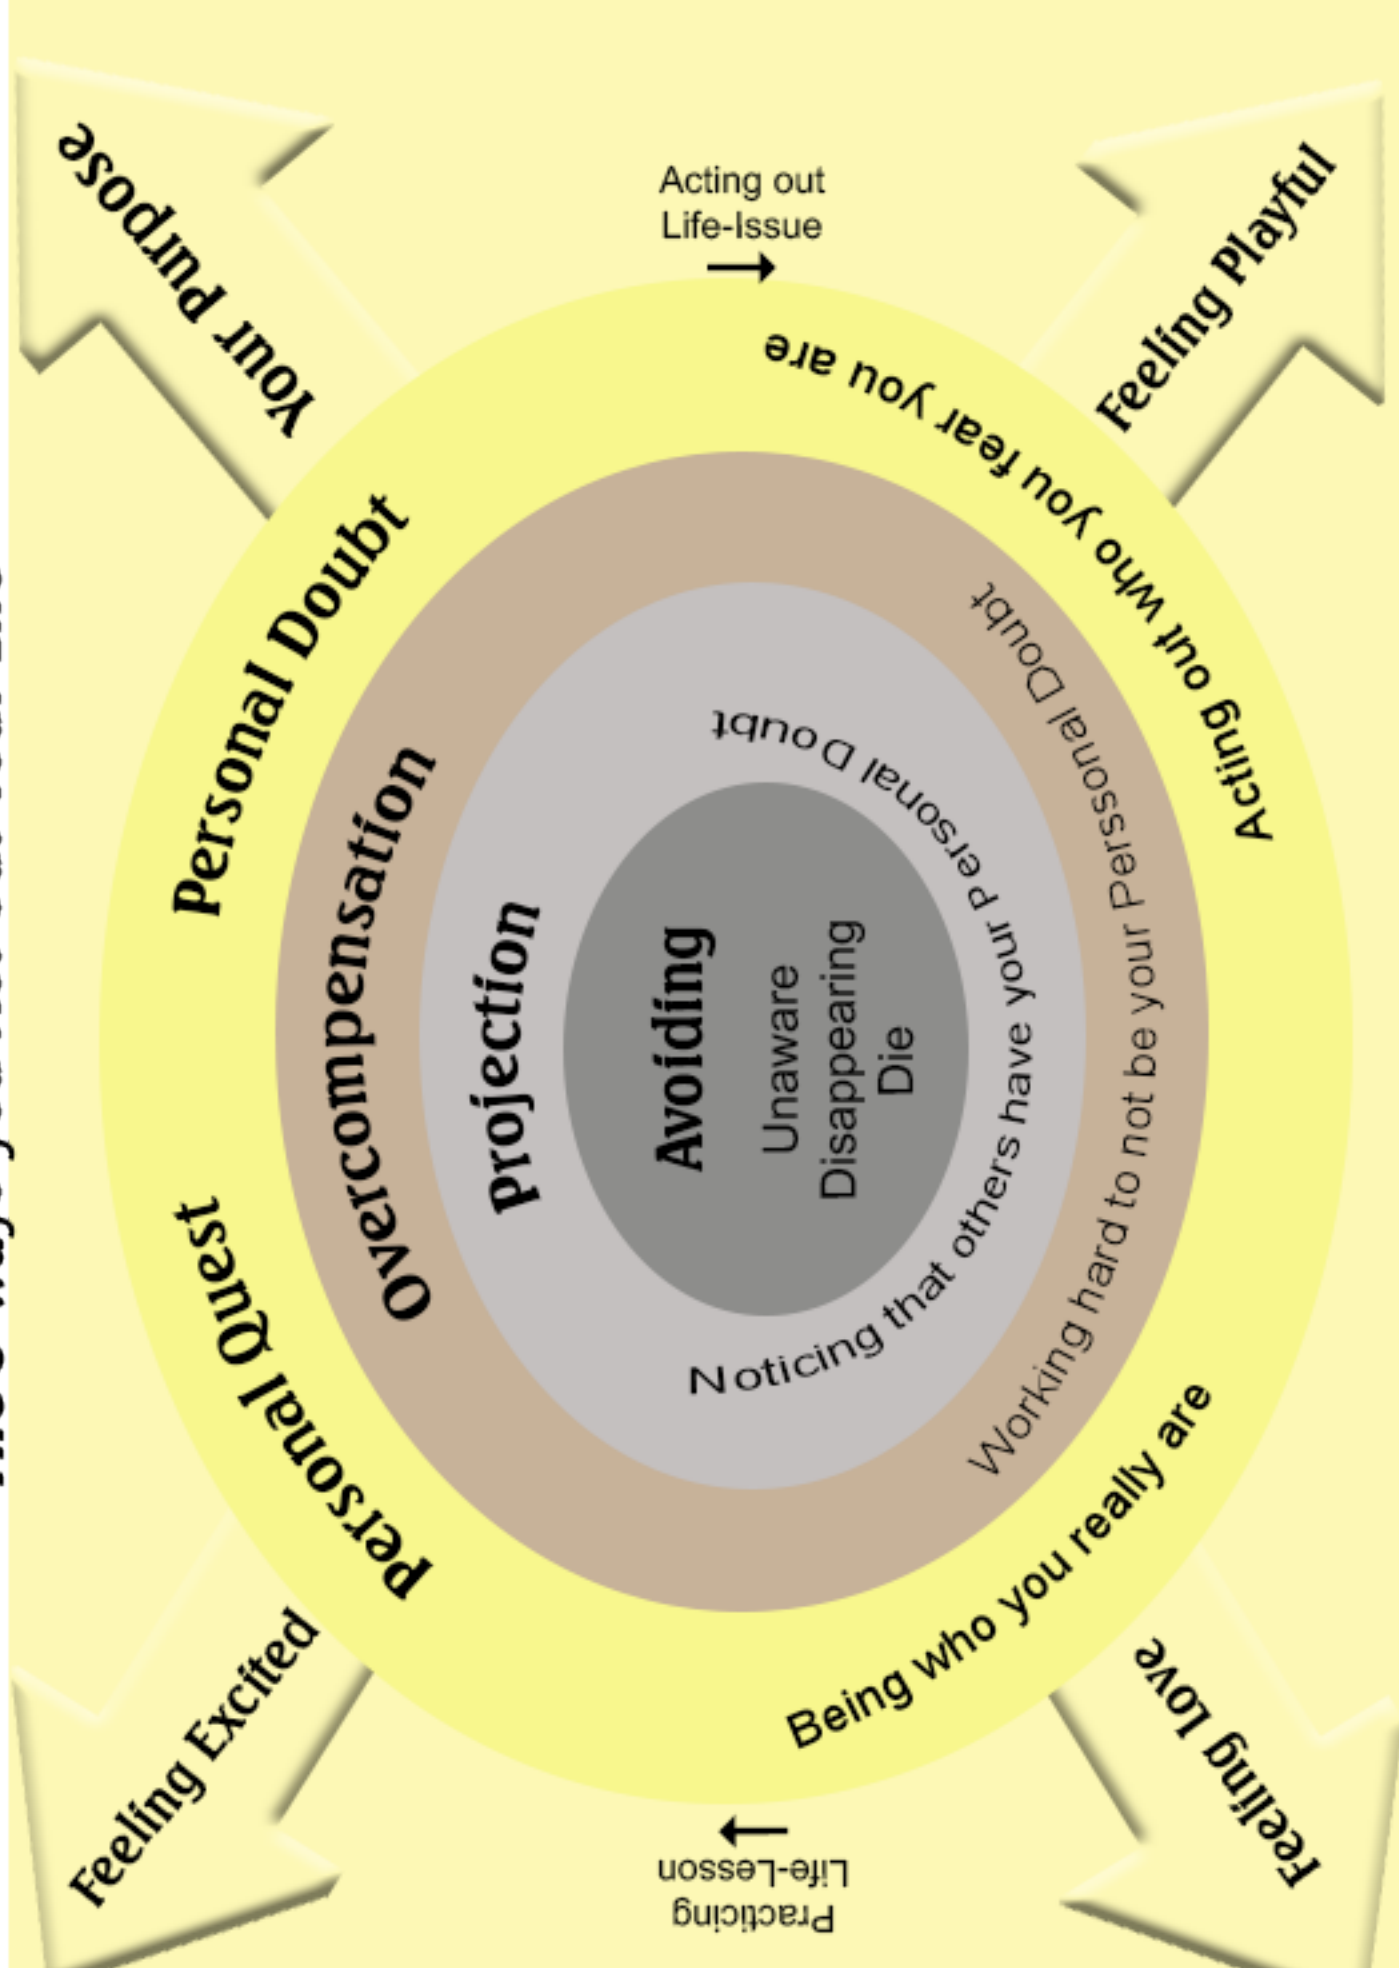 Feeling Excited
Your Purpose
Personal Quest
Personal Doubt
Overcompensation
Projection
Avoiding
Unaware
Disappearing
Die
Noticing that others have your Personal Doubt
Working hard to not be your Perssonal Doubt
Being who you really are
Acting out who you fear you are
Practicing
Life-Lesson
Acting out
Life-Issue
Feeling Love
Feeling Playful